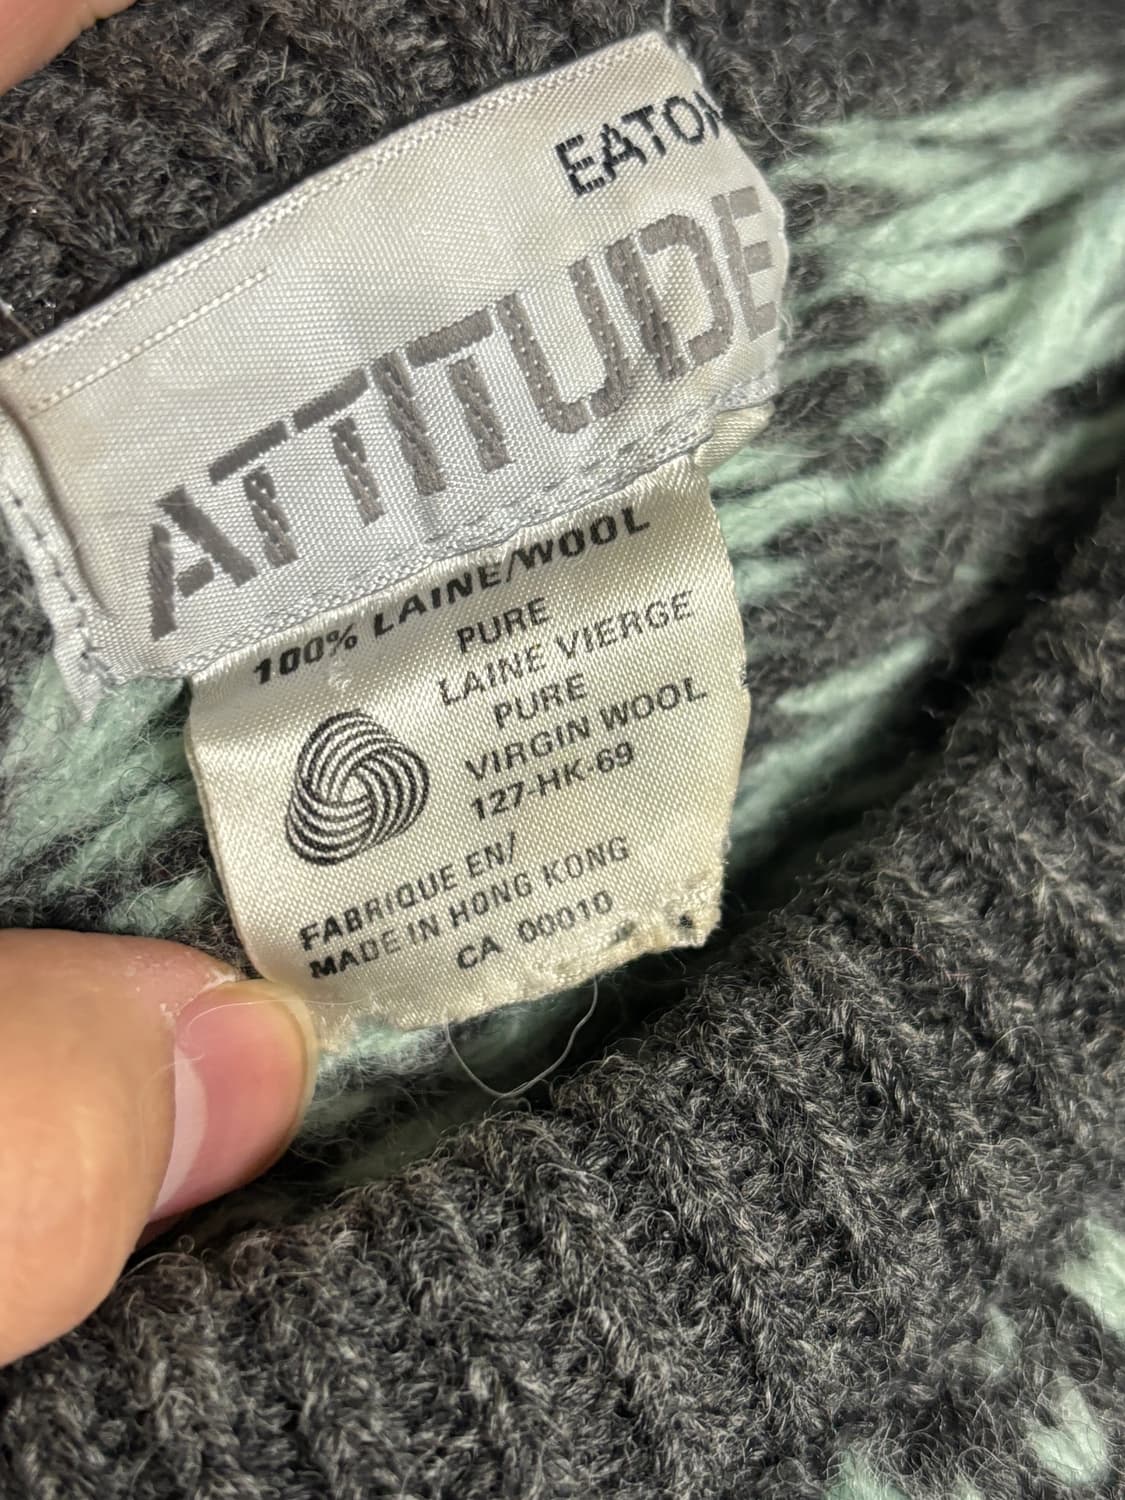 EATON
ATTITUDE
100% LAINE/WOOL
PURE
LAINE VIERGE
PURE
VIRGIN WOOL
127-HK-69
FABRIQUE EN/
MADE IN HONG KONG
CA 00010